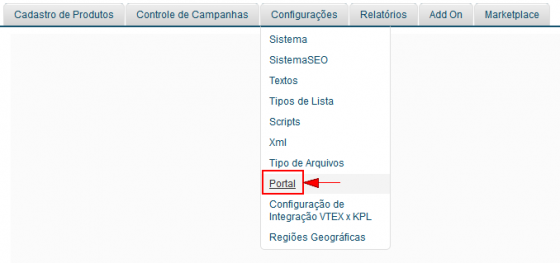 Cadastro de Produtos Controle de Campanhas Configurações Relatórios Add On Marketplace
Sistema
SistemaSEO
Textos
Tipos de Lista
Scripts
Xml
Tipo de Arquivos
Portal
Configuração de
Integração VTEX x KPL
Regiões Geográficas